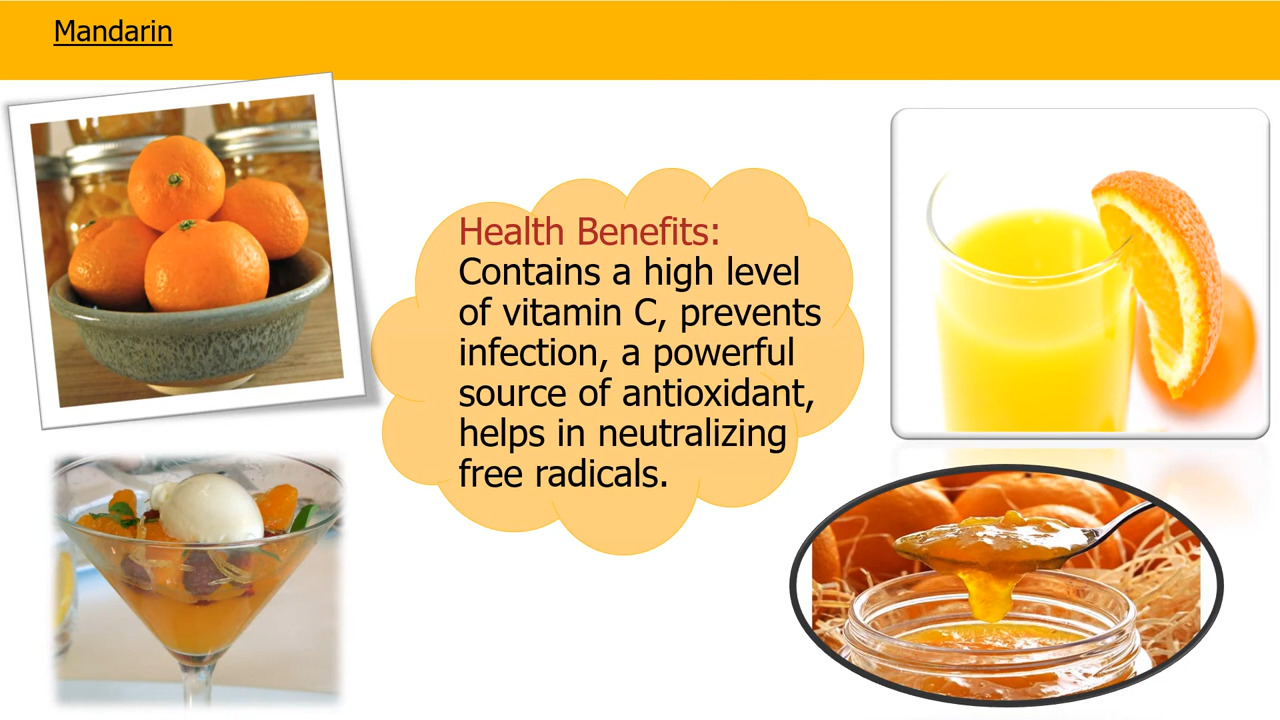 Mandarin
Health Benefits:
Contains a high level
of vitamin C, prevents
infection, a powerful
source of antioxidant,
helps in neutralizing
free radicals.